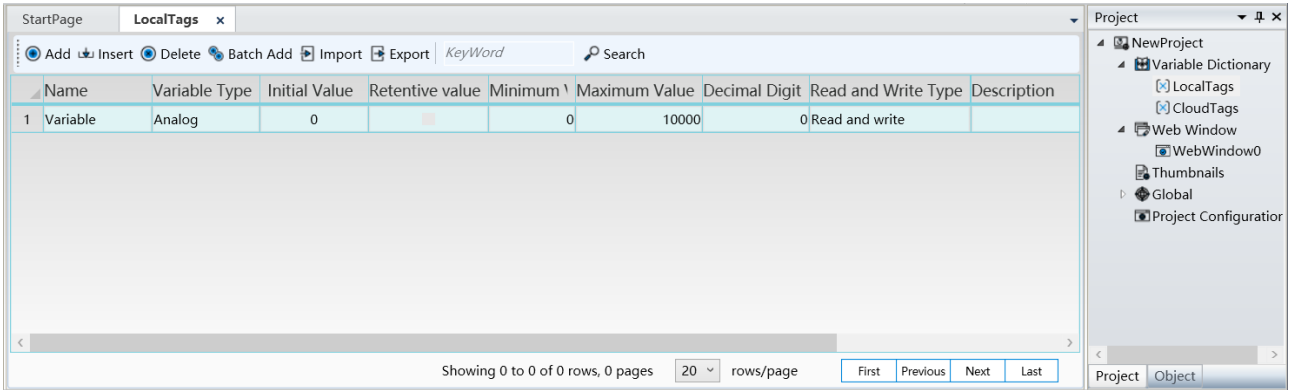 StartPage LocalTags x
Add Insert Delete Batch Add Import Export KeyWord Search
Name Variable Type Initial Value Retentive value Minimum Maximum Value Decimal Digit Read and Write Type Description
1 Variable Analog 0 0 10000 0 Read and write
Showing 0 to 0 of 0 rows, 0 pages 20 rows/page First Previous Next Last
Project
NewProject
Variable Dictionary
LocalTags
CloudTags
Web Window
WebWindow0
Thumbnails
Global
Project Configuration
Project Object